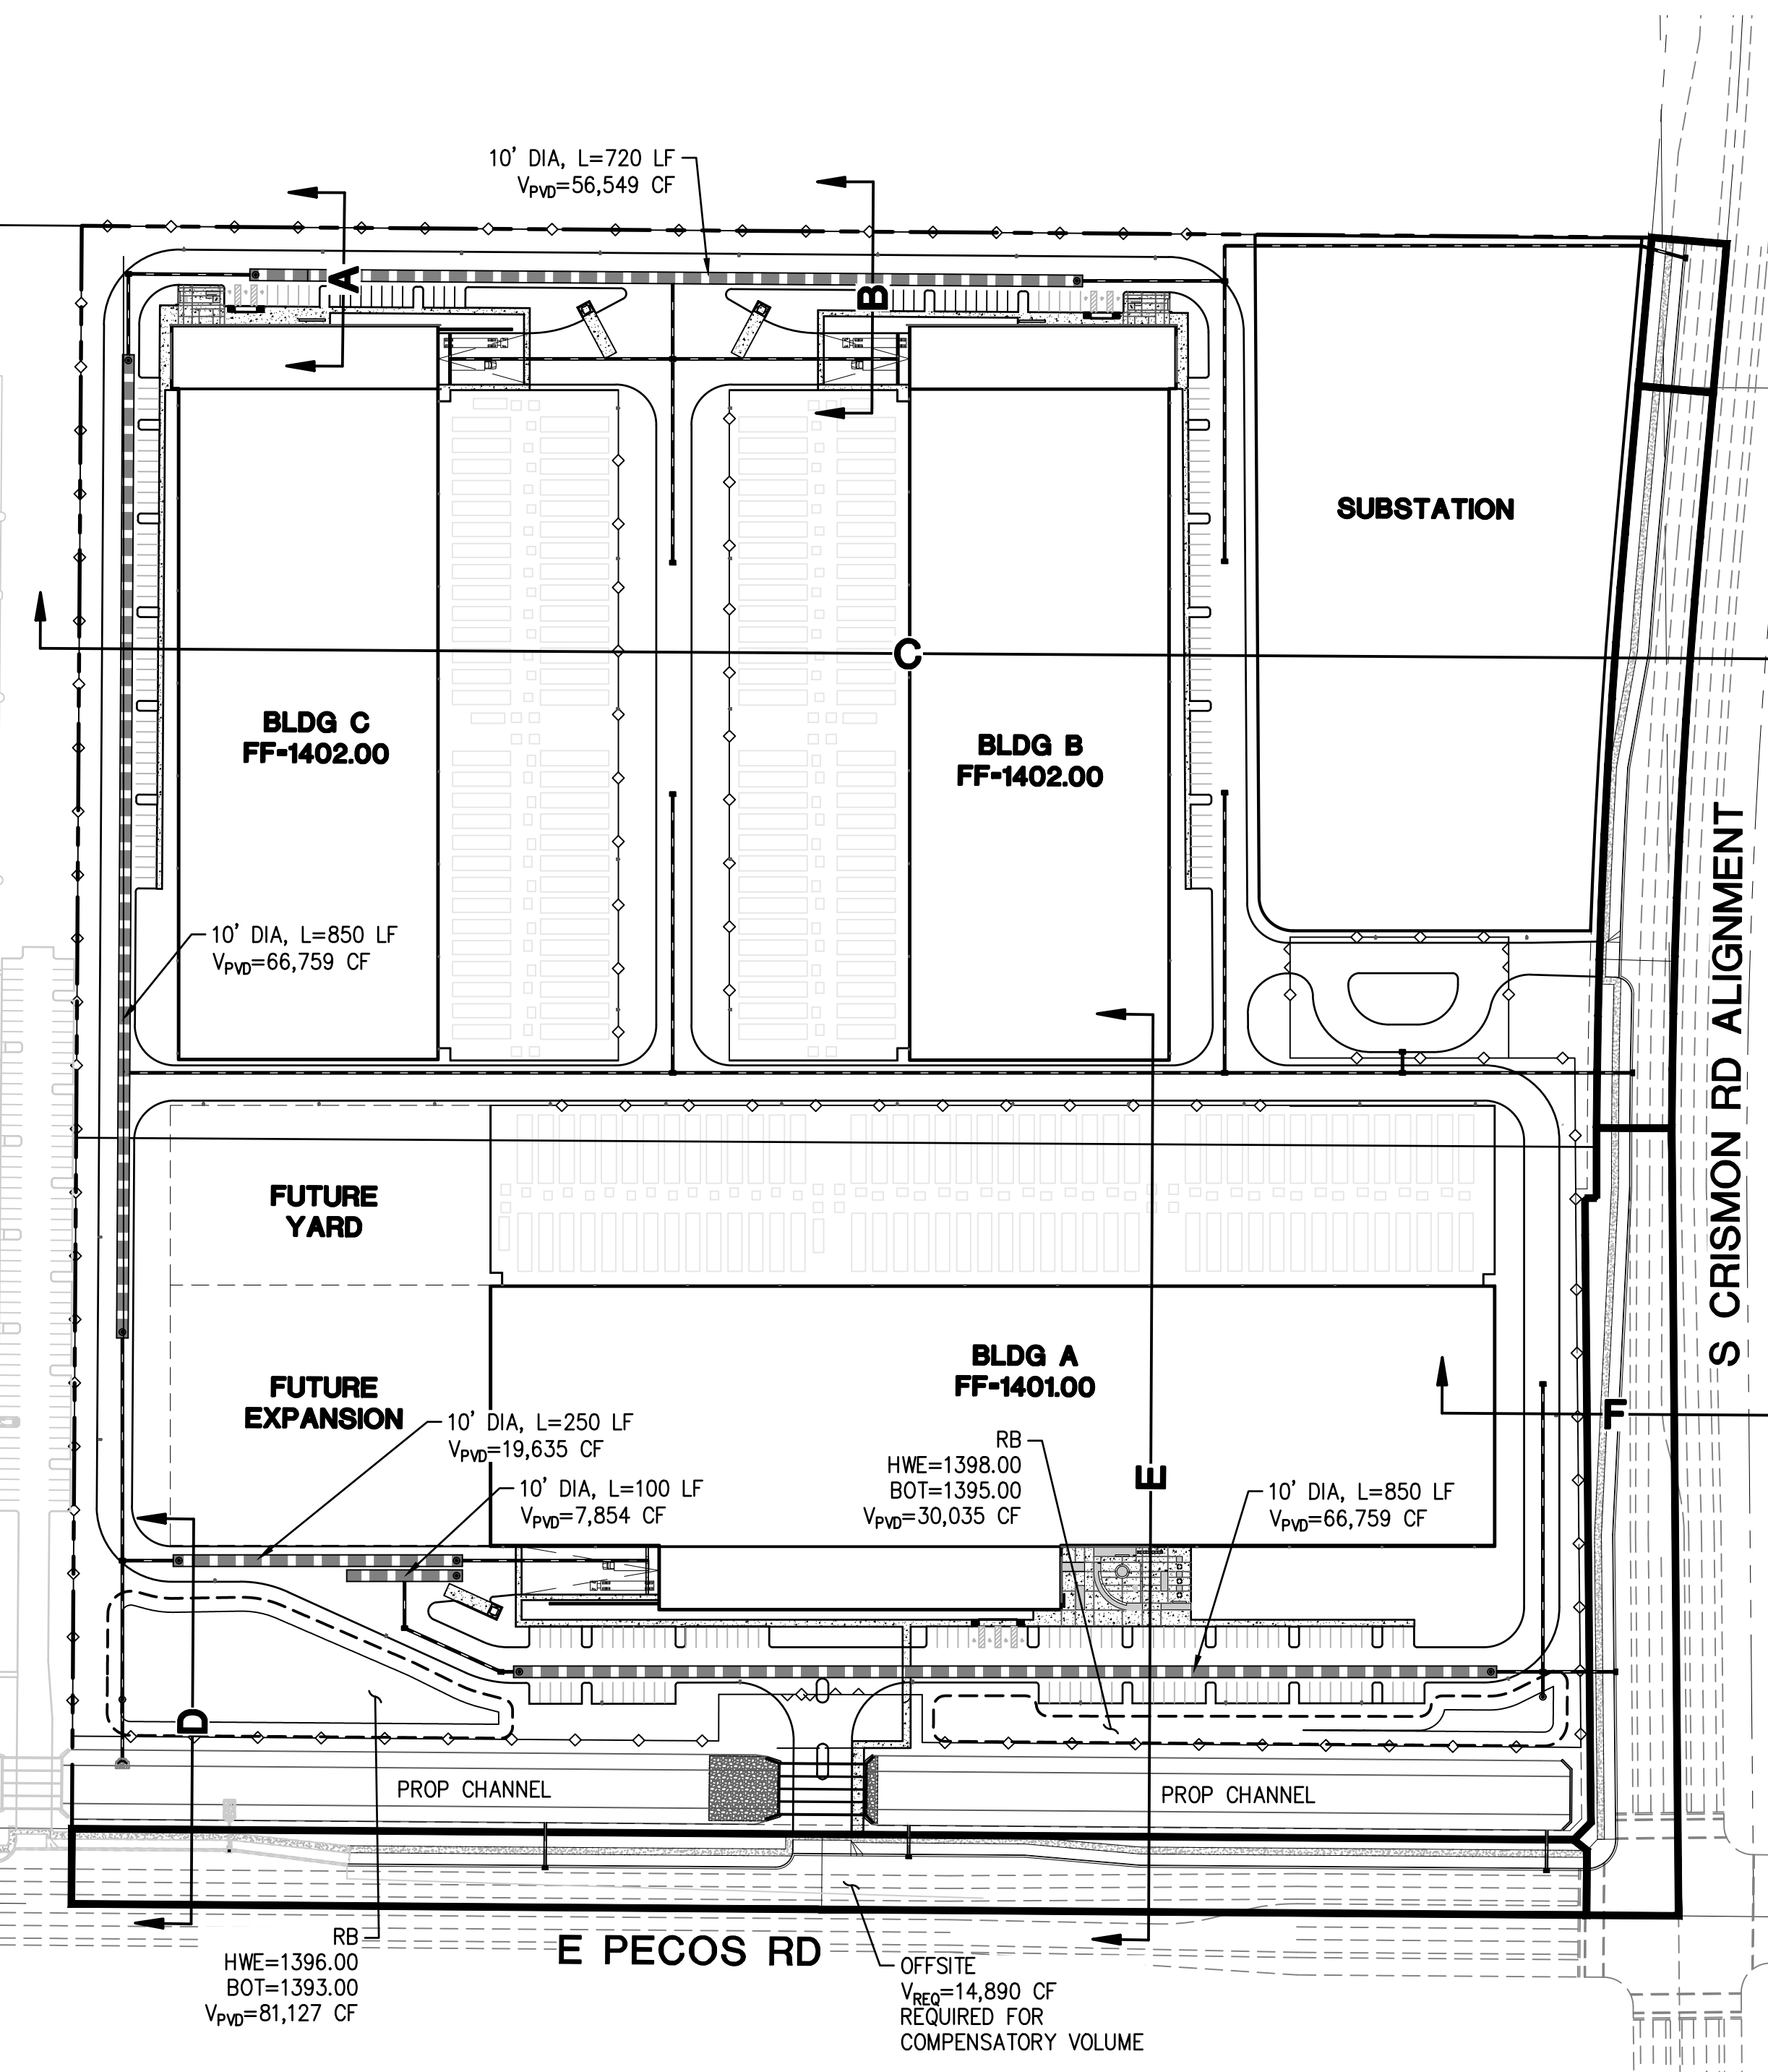 10' DIA, L=720 LF
VPVD=56,549 CF
A
B
SUBSTATION
C
BLDG C
FF-1402.00
BLDG B
FF-1402.00
S CRISMON RD ALIGNMENT
10' DIA, L=850 LF
VPVD=66,759 CF
FUTURE
YARD
BLDG A
FF-1401.00
FUTURE
EXPANSION
F
10' DIA, L=250 LF
VPVD=19,635 CF
RB
HWE=1398.00
BOT=1395.00
VPVD=30,035 CF
E
10' DIA, L=100 LF
VPVD=7,854 CF
10' DIA, L=850 LF
VPVD=66,759 CF
D
PROP CHANNEL
PROP CHANNEL
RB
HWE=1396.00
BOT=1393.00
VPVD=81,127 CF
E PECOS RD
OFFSITE
VREQ=14,890 CF
REQUIRED FOR
COMPENSATORY VOLUME